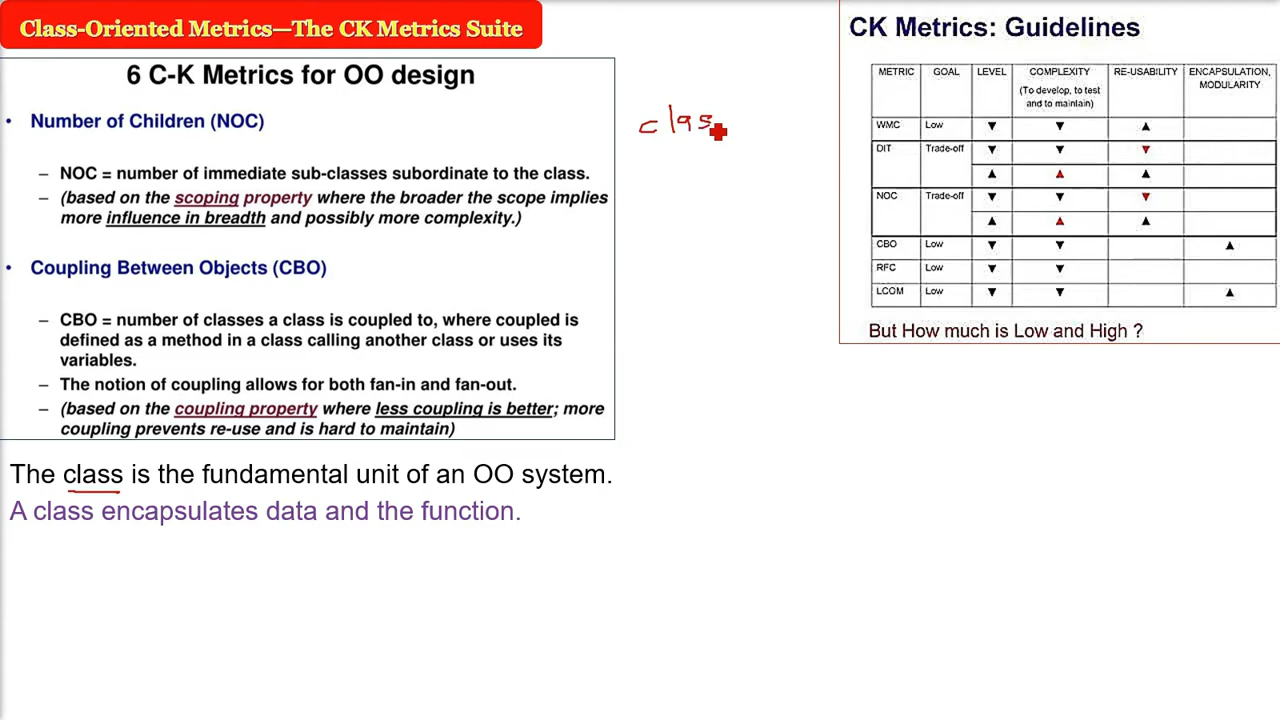 Class-Oriented Metrics—The CK Metrics Suite
6 C-K Metrics for OO design
• Number of Children (NOC)
– NOC = number of immediate sub-classes subordinate to the class.
– (based on the scoping property where the broader the scope implies
more influence in breadth and possibly more complexity.)
• Coupling Between Objects (CBO)
– CBO = number of classes a class is coupled to, where coupled is
defined as a method in a class calling another class or uses its
variables.
– The notion of coupling allows for both fan-in and fan-out.
– (based on the coupling property where less coupling is better; more
coupling prevents re-use and is hard to maintain)
The class is the fundamental unit of an OO system.
A class encapsulates data and the function.
clas
CK Metrics: Guidelines
METRIC GOAL LEVEL COMPLEXITY (To develop, to test and to maintain) RE-USABILITY ENCAPSULATION, MODULARITY
WMC Low ▼ ▼ ▲
DIT Trade-off ▼ ▼ ▼
▲ ▲ ▲
NOC Trade-off ▼ ▼ ▼
▲ ▲ ▲
CBO Low ▼ ▼ ▲
RFC Low ▼ ▼
LCOM Low ▼ ▼ ▲
But How much is Low and High ?